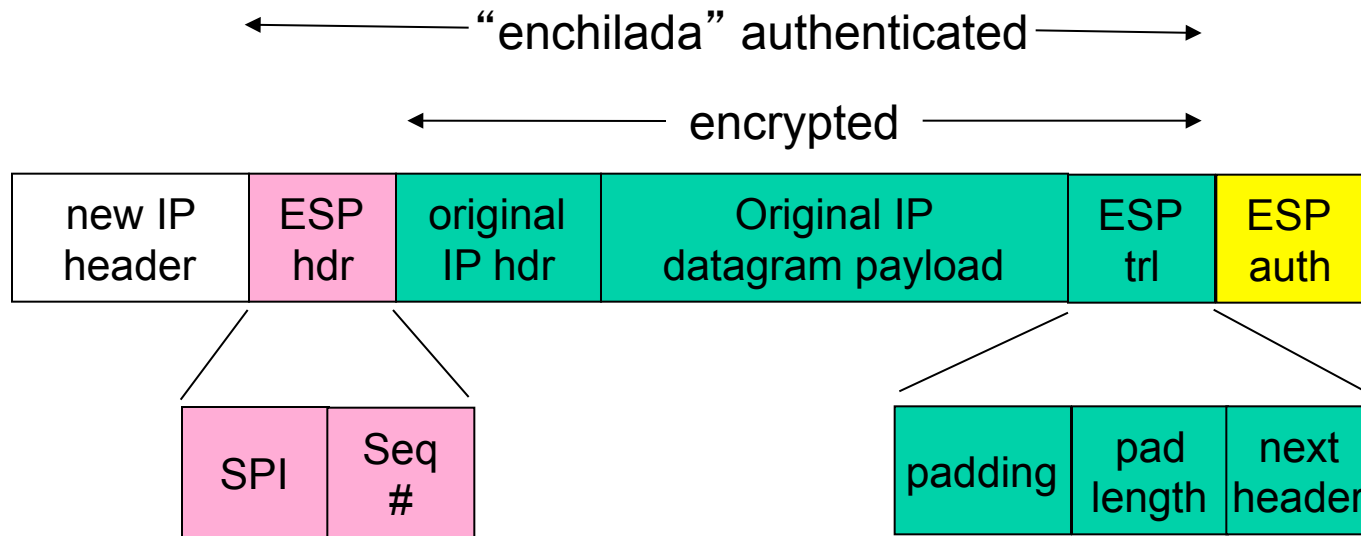 “enchilada” authenticated
encrypted
new IP
header
ESP
hdr
original
IP hdr
Original IP
datagram payload
ESP
trl
ESP
auth
SPI
Seq
#
padding
pad
length
next
header